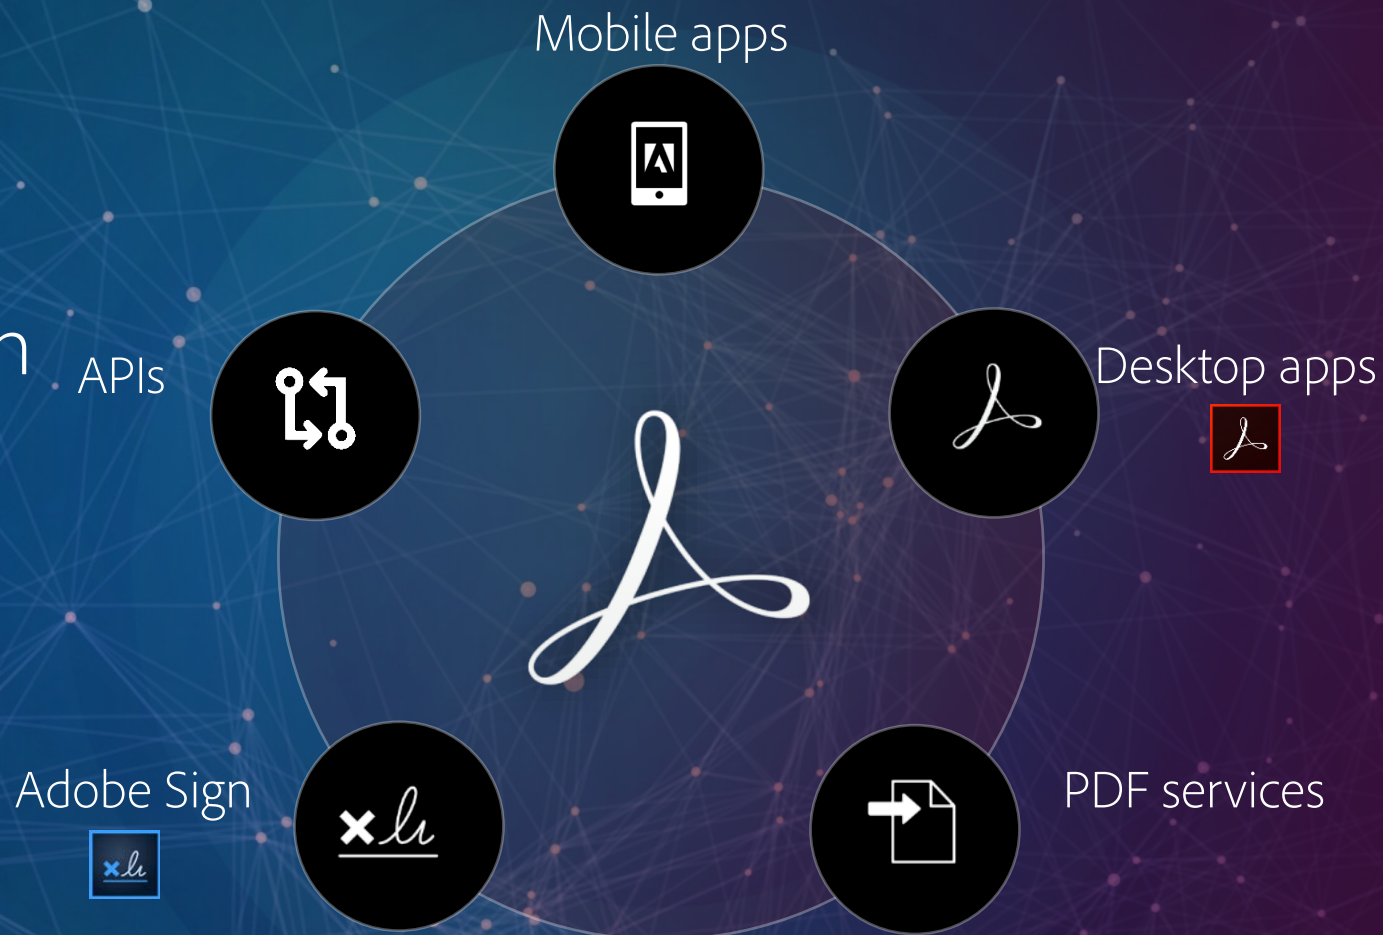 Mobile apps
APIs
Desktop apps
Adobe Sign
PDF services